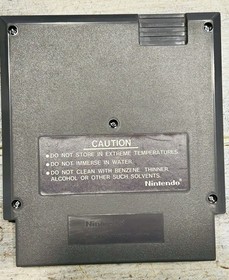 CAUTION
•DO NOT STORE IN EXTREME TEMPERATURES.
•DO NOT IMMERSE IN WATER.
•DO NOT CLEAN WITH BENZENE THINNER
ALCOHOL OR OTHER SUCH SOLVENTS.
Nintendo